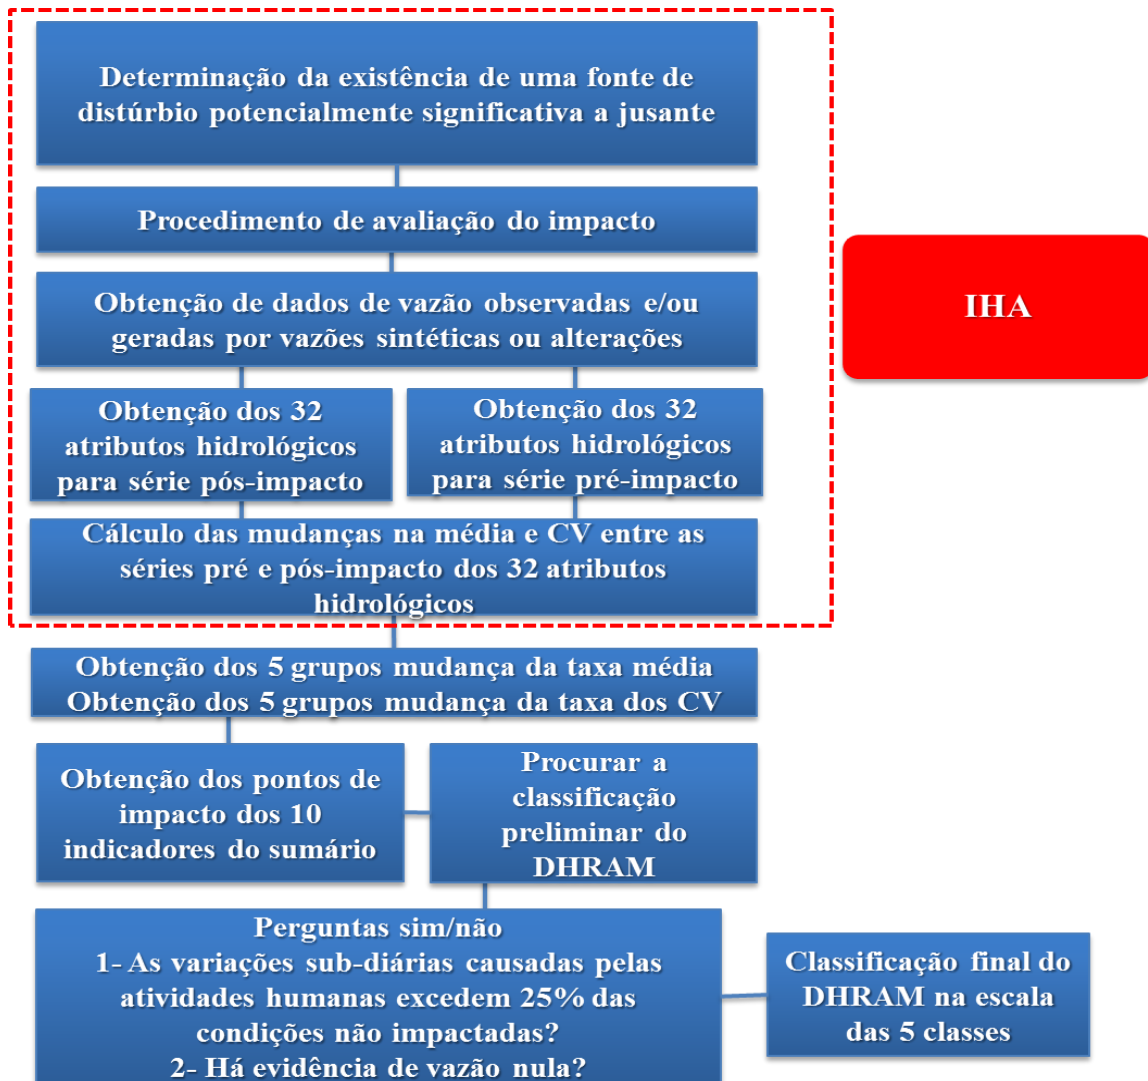 Determinação da existência de uma fonte de
distúrbio potencialmente significativa a jusante
Procedimento de avaliação do impacto
Obtenção de dados de vazão observadas e/ou
geradas por vazões sintéticas ou alterações
IHA
Obtenção dos 32
atributos hidrológicos
para série pós-impacto
Obtenção dos 32
atributos hidrológicos
para série pré-impacto
Cálculo das mudanças na média e CV entre as
séries pré e pós-impacto dos 32 atributos
hidrológicos
Obtenção dos 5 grupos mudança da taxa média
Obtenção dos 5 grupos mudança da taxa dos CV
Obtenção dos pontos de
impacto dos 10
indicadores do sumário
Procurar a
classificação
preliminar do
DHRAM
Perguntas sim/não
1- As variações sub-diárias causadas pelas
atividades humanas excedem 25% das
condições não impactadas?
2- Há evidência de vazão nula?
Classificação final do
DHRAM na escala
das 5 classes